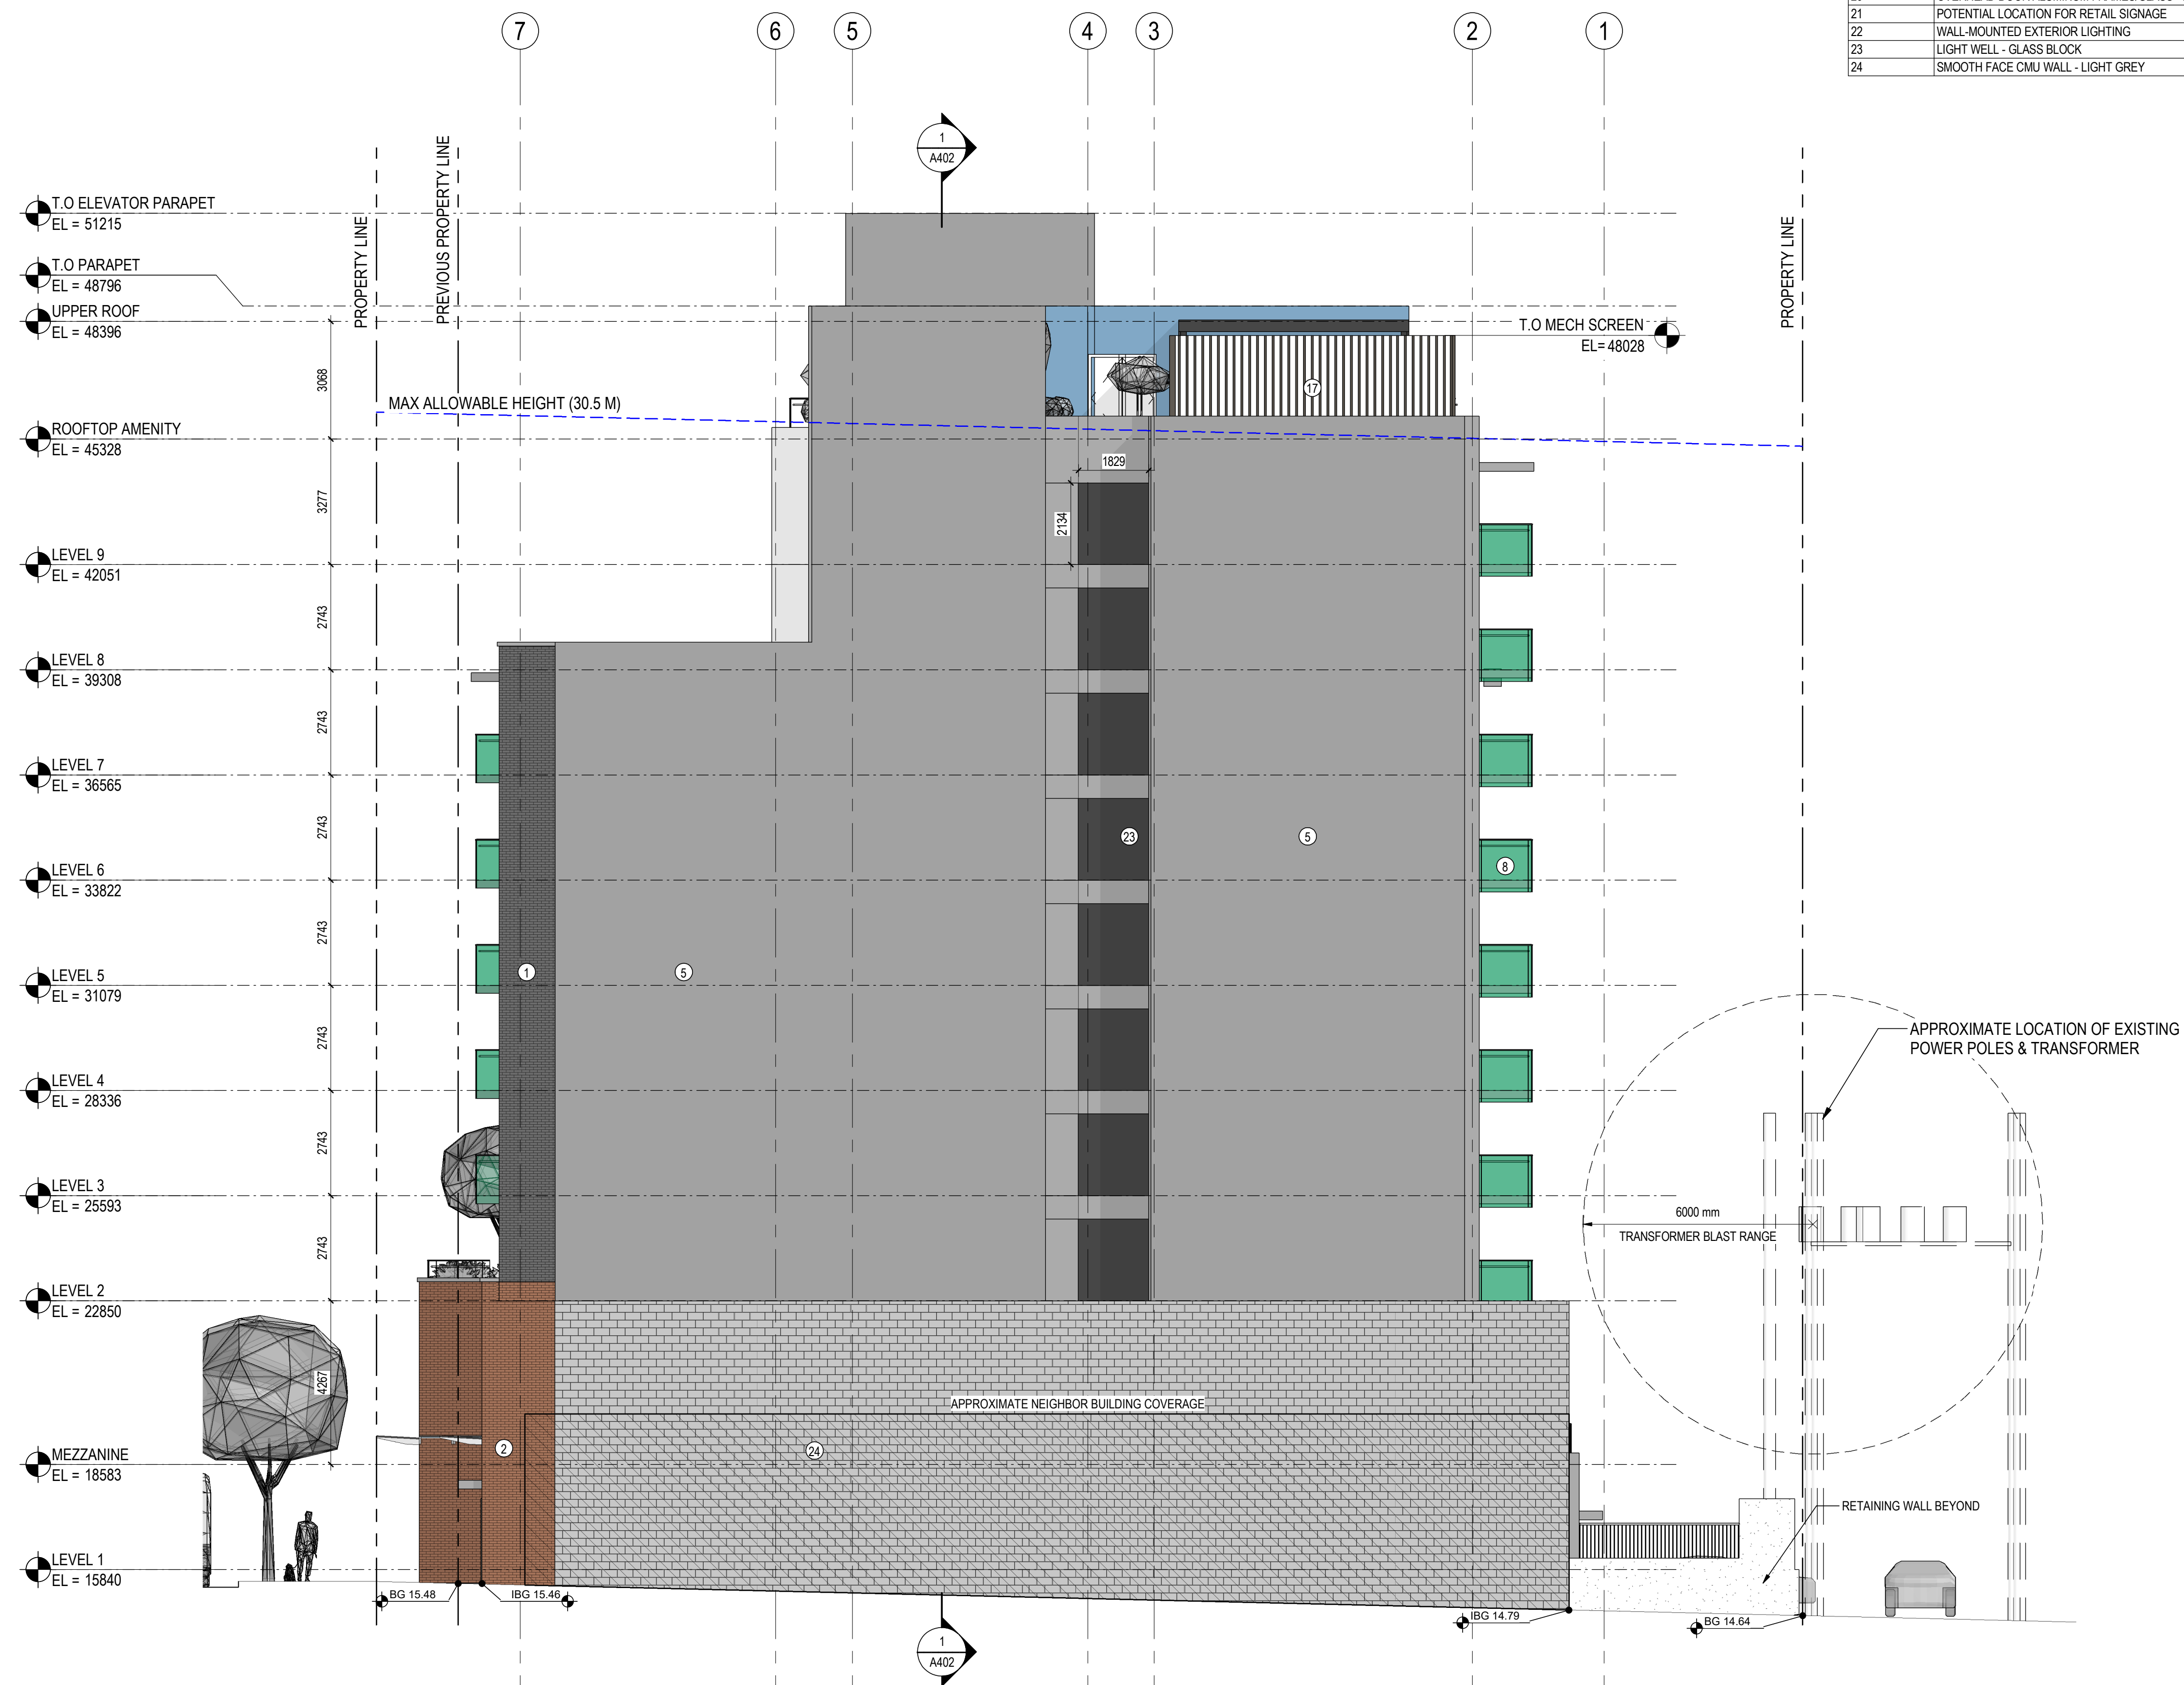 21 POTENTIAL LOCATION FOR RETAIL SIGNAGE
22 WALL-MOUNTED EXTERIOR LIGHTING
23 LIGHT WELL - GLASS BLOCK
24 SMOOTH FACE CMU WALL - LIGHT GREY
7 6 5 4 3 2 1
1
A402
PROPERTY LINE
PREVIOUS PROPERTY LINE
PROPERTY LINE
T.O ELEVATOR PARAPET
EL = 51215
T.O PARAPET
EL = 48796
UPPER ROOF
EL = 48396
T.O MECH SCREEN
EL= 48028
3068
17
MAX ALLOWABLE HEIGHT (30.5 M)
ROOFTOP AMENITY
EL = 45328
1829
3277
2134
LEVEL 9
EL = 42051
2743
LEVEL 8
EL = 39308
2743
LEVEL 7
EL = 36565
2743
23
5
8
LEVEL 6
EL = 33822
2743
1
5
LEVEL 5
EL = 31079
2743
APPROXIMATE LOCATION OF EXISTING
POWER POLES & TRANSFORMER
LEVEL 4
EL = 28336
2743
LEVEL 3
EL = 25593
6000 mm
TRANSFORMER BLAST RANGE
2743
LEVEL 2
EL = 22850
4267
APPROXIMATE NEIGHBOR BUILDING COVERAGE
2
24
MEZZANINE
EL = 18583
RETAINING WALL BEYOND
LEVEL 1
EL = 15840
BG 15.48
IBG 15.46
IBG 14.79
BG 14.64
1
A402